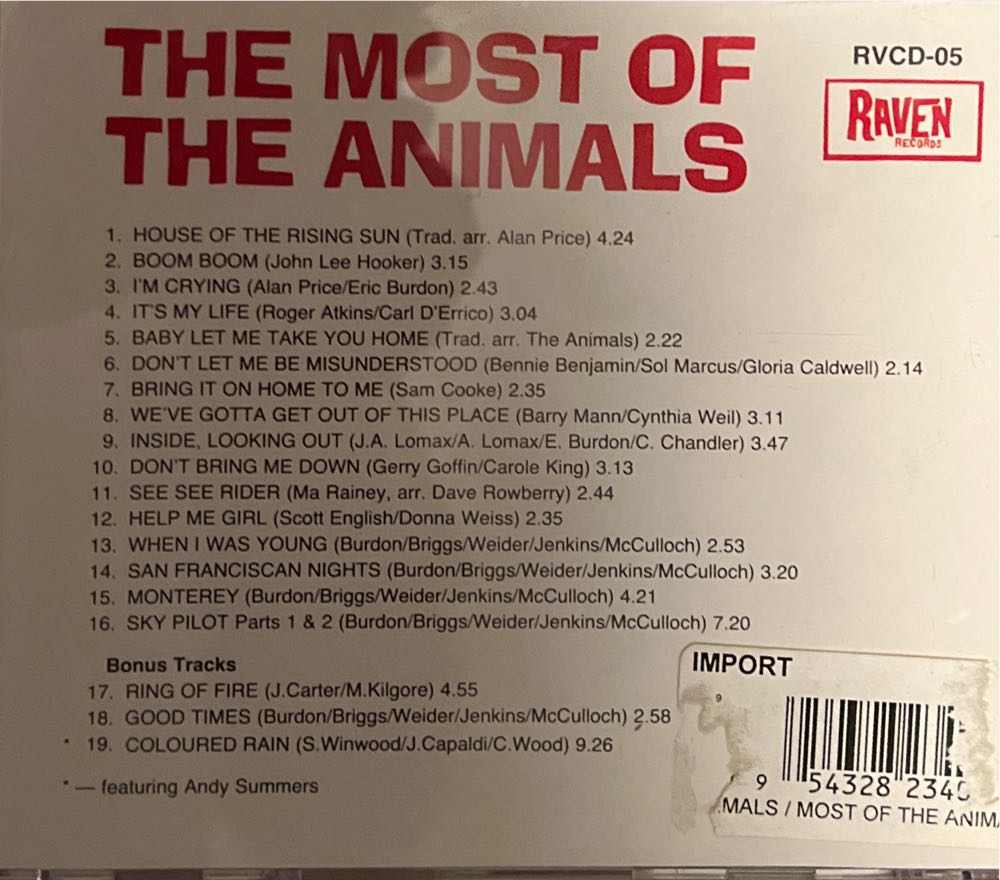 THE MOST OF
THE ANIMALS
RVCD-05
RAVEN
RECORDS
1. HOUSE OF THE RISING SUN (Trad. arr. Alan Price) 4.24
2. BOOM BOOM (John Lee Hooker) 3.15
3. I'M CRYING (Alan Price/Eric Burdon) 2.43
4. IT'S MY LIFE (Roger Atkins/Carl D'Errico) 3.04
5. BABY LET ME TAKE YOU HOME (Trad. arr. The Animals) 2.22
6. DON'T LET ME BE MISUNDERSTOOD (Bennie Benjamin/Sol Marcus/Gloria Caldwell) 2.14
7. BRING IT ON HOME TO ME (Sam Cooke) 2.35
8. WE'VE GOTTA GET OUT OF THIS PLACE (Barry Mann/Cynthia Weil) 3.11
9. INSIDE, LOOKING OUT (J.A. Lomax/A. Lomax/E. Burdon/C. Chandler) 3.47
10. DON'T BRING ME DOWN (Gerry Goffin/Carole King) 3.13
11. SEE SEE RIDER (Ma Rainey, arr. Dave Rowberry) 2.44
12. HELP ME GIRL (Scott English/Donna Weiss) 2.35
13. WHEN I WAS YOUNG (Burdon/Briggs/Weider/Jenkins/McCulloch) 2.53
14. SAN FRANCISCAN NIGHTS (Burdon/Briggs/Weider/Jenkins/McCulloch) 3.20
15. MONTEREY (Burdon/Briggs/Weider/Jenkins/McCulloch) 4.21
16. SKY PILOT Parts 1 & 2 (Burdon/Briggs/Weider/Jenkins/McCulloch) 7.20
Bonus Tracks
17. RING OF FIRE (J.Carter/M.Kilgore) 4.55
18. GOOD TIMES (Burdon/Briggs/Weider/Jenkins/McCulloch) 2.58
* 19. COLOURED RAIN (S.Winwood/J.Capaldi/C.Wood) 9.26
* — featuring Andy Summers
IMPORT
9
9 54328 234
MALS / MOST OF THE ANIM